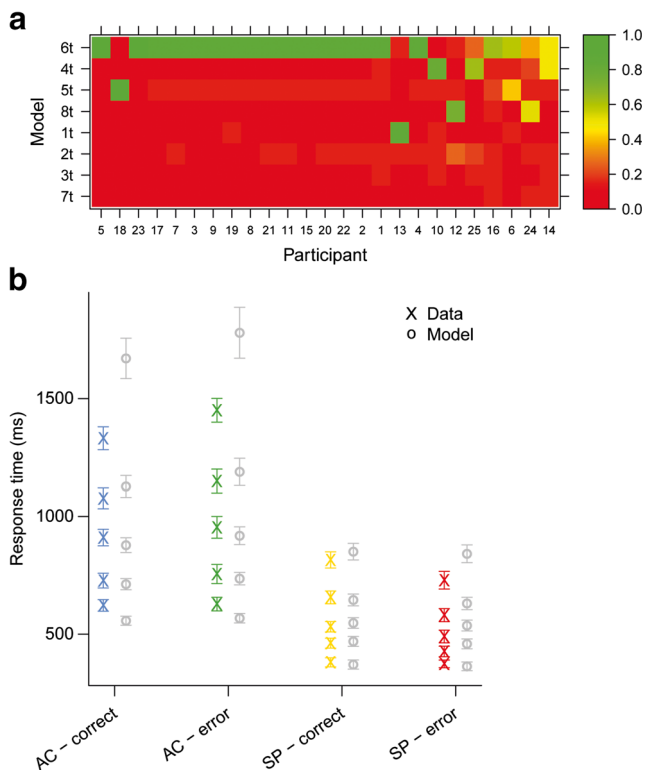 a
6t
4t
5t
8t
1t
2t
3t
7t
Model
5 18 23 17 7 3 9 19 8 21 11 15 20 22 2 1 13 4 10 12 25 16 6 24 14
Participant
1.0
0.8
0.6
0.4
0.2
0.0
b
X Data
o Model
1500
1000
500
Response time (ms)
AC – correct
AC – error
SP – correct
SP – error